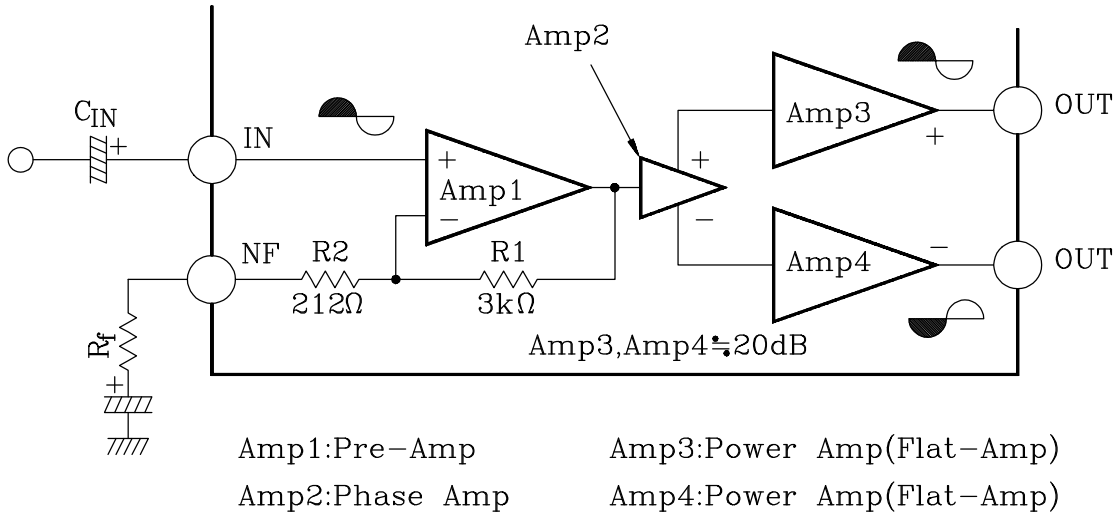 Amp2
C_IN
+
IN
+
Amp1
−
Amp3
+
OUT
+
−
NF
R2
212Ω
R1
3kΩ
Amp4
−
OUT
R_f
+
Amp3,Amp4≒20dB
Amp1:Pre−Amp
Amp3:Power Amp(Flat−Amp)
Amp2:Phase Amp
Amp4:Power Amp(Flat−Amp)